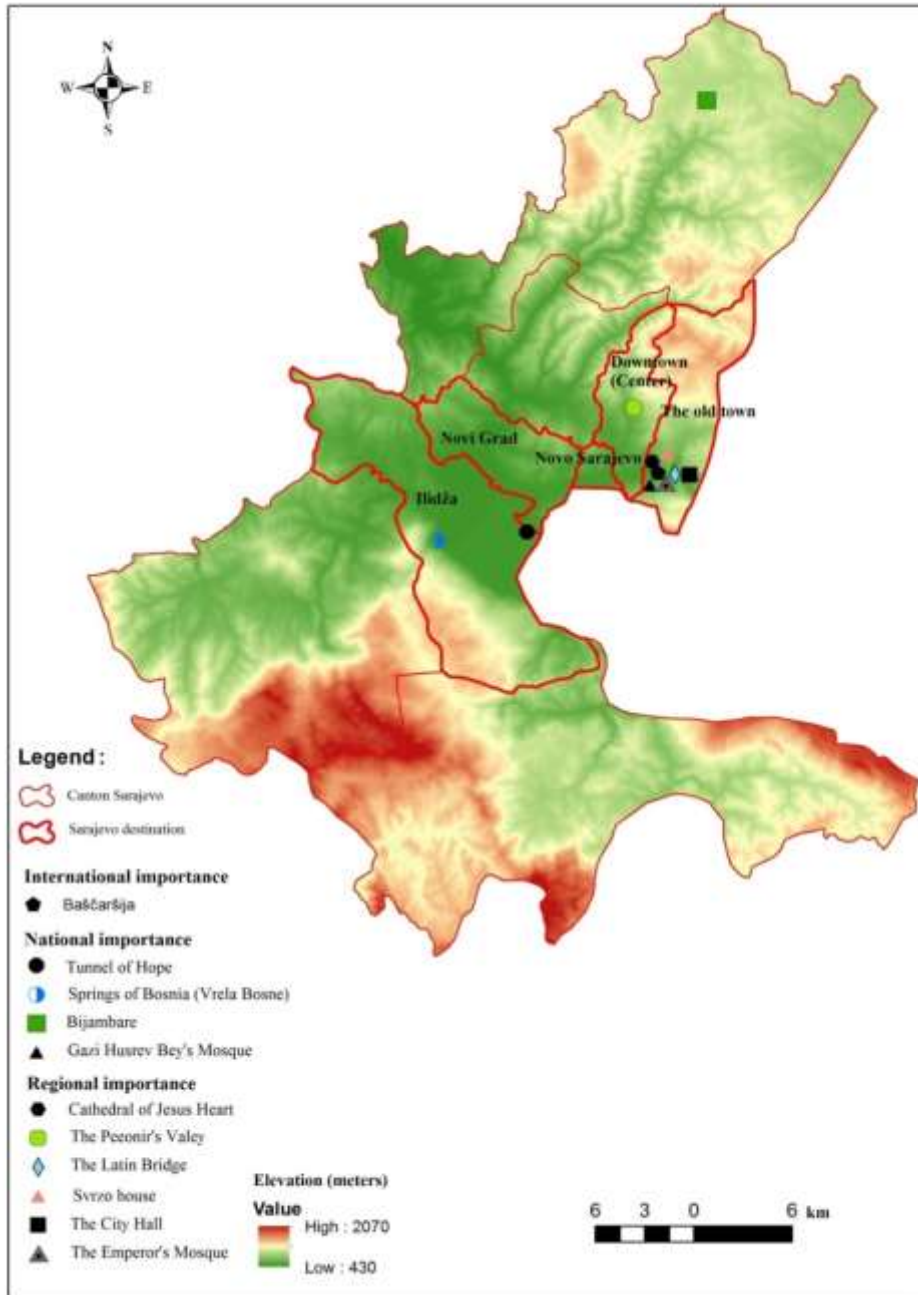 N
W E
S
Downtown
(Center)
The old town
Novi Grad
Novo Sarajevo
Ilidža
Legend :
Canton Sarajevo
Sarajevo destination
International importance
Baščaršija
National importance
Tunnel of Hope
Springs of Bosnia (Vrela Bosne)
Bijambare
Gazi Husrev Bey's Mosque
Regional importance
Cathedral of Jesus Heart
The Peeonir's Valey
The Latin Bridge
Svrzo house
The City Hall
The Emperor's Mosque
Elevation (meters)
Value
High : 2070
Low : 430
6 3 0 6 km